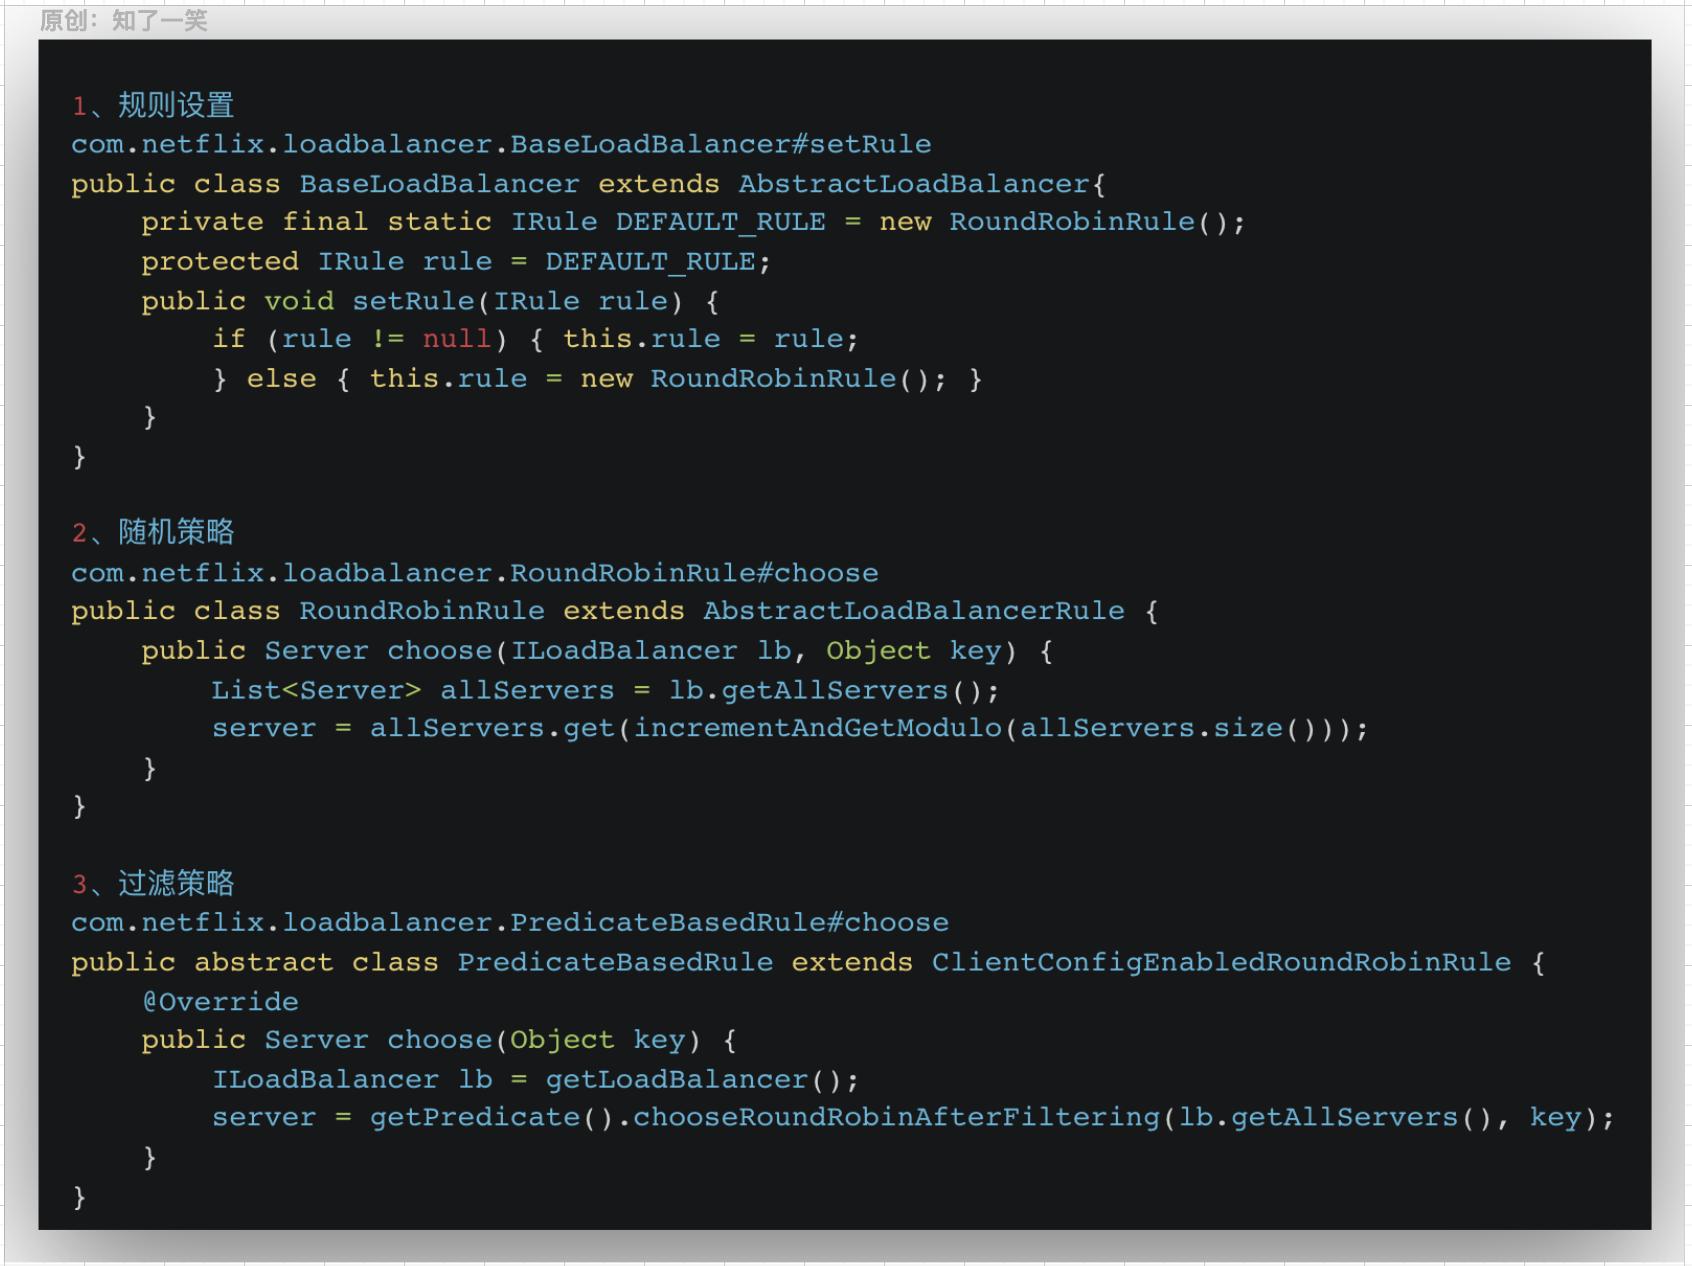 原创：知了一笑
1、规则设置
com.netflix.loadbalancer.BaseLoadBalancer#setRule
public class BaseLoadBalancer extends AbstractLoadBalancer{
    private final static IRule DEFAULT_RULE = new RoundRobinRule();
    protected IRule rule = DEFAULT_RULE;
    public void setRule(IRule rule) {
        if (rule != null) { this.rule = rule;
        } else { this.rule = new RoundRobinRule(); }
    }
}
2、随机策略
com.netflix.loadbalancer.RoundRobinRule#choose
public class RoundRobinRule extends AbstractLoadBalancerRule {
    public Server choose(ILoadBalancer lb, Object key) {
        List<Server> allServers = lb.getAllServers();
        server = allServers.get(incrementAndGetModulo(allServers.size()));
    }
}
3、过滤策略
com.netflix.loadbalancer.PredicateBasedRule#choose
public abstract class PredicateBasedRule extends ClientConfigEnabledRoundRobinRule {
    @Override
    public Server choose(Object key) {
        ILoadBalancer lb = getLoadBalancer();
        server = getPredicate().chooseRoundRobinAfterFiltering(lb.getAllServers(), key);
    }
}